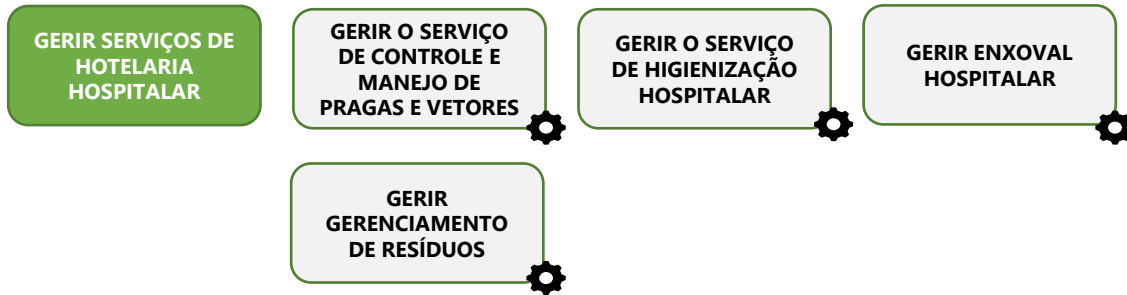 GERIR SERVIÇOS DE
HOTELARIA
HOSPITALAR
GERIR O SERVIÇO
DE CONTROLE E
MANEJO DE
PRAGAS E VETORES
GERIR O SERVIÇO
DE HIGIENIZAÇÃO
HOSPITALAR
GERIR ENXOVAL
HOSPITALAR
GERIR
GERENCIAMENTO
DE RESÍDUOS